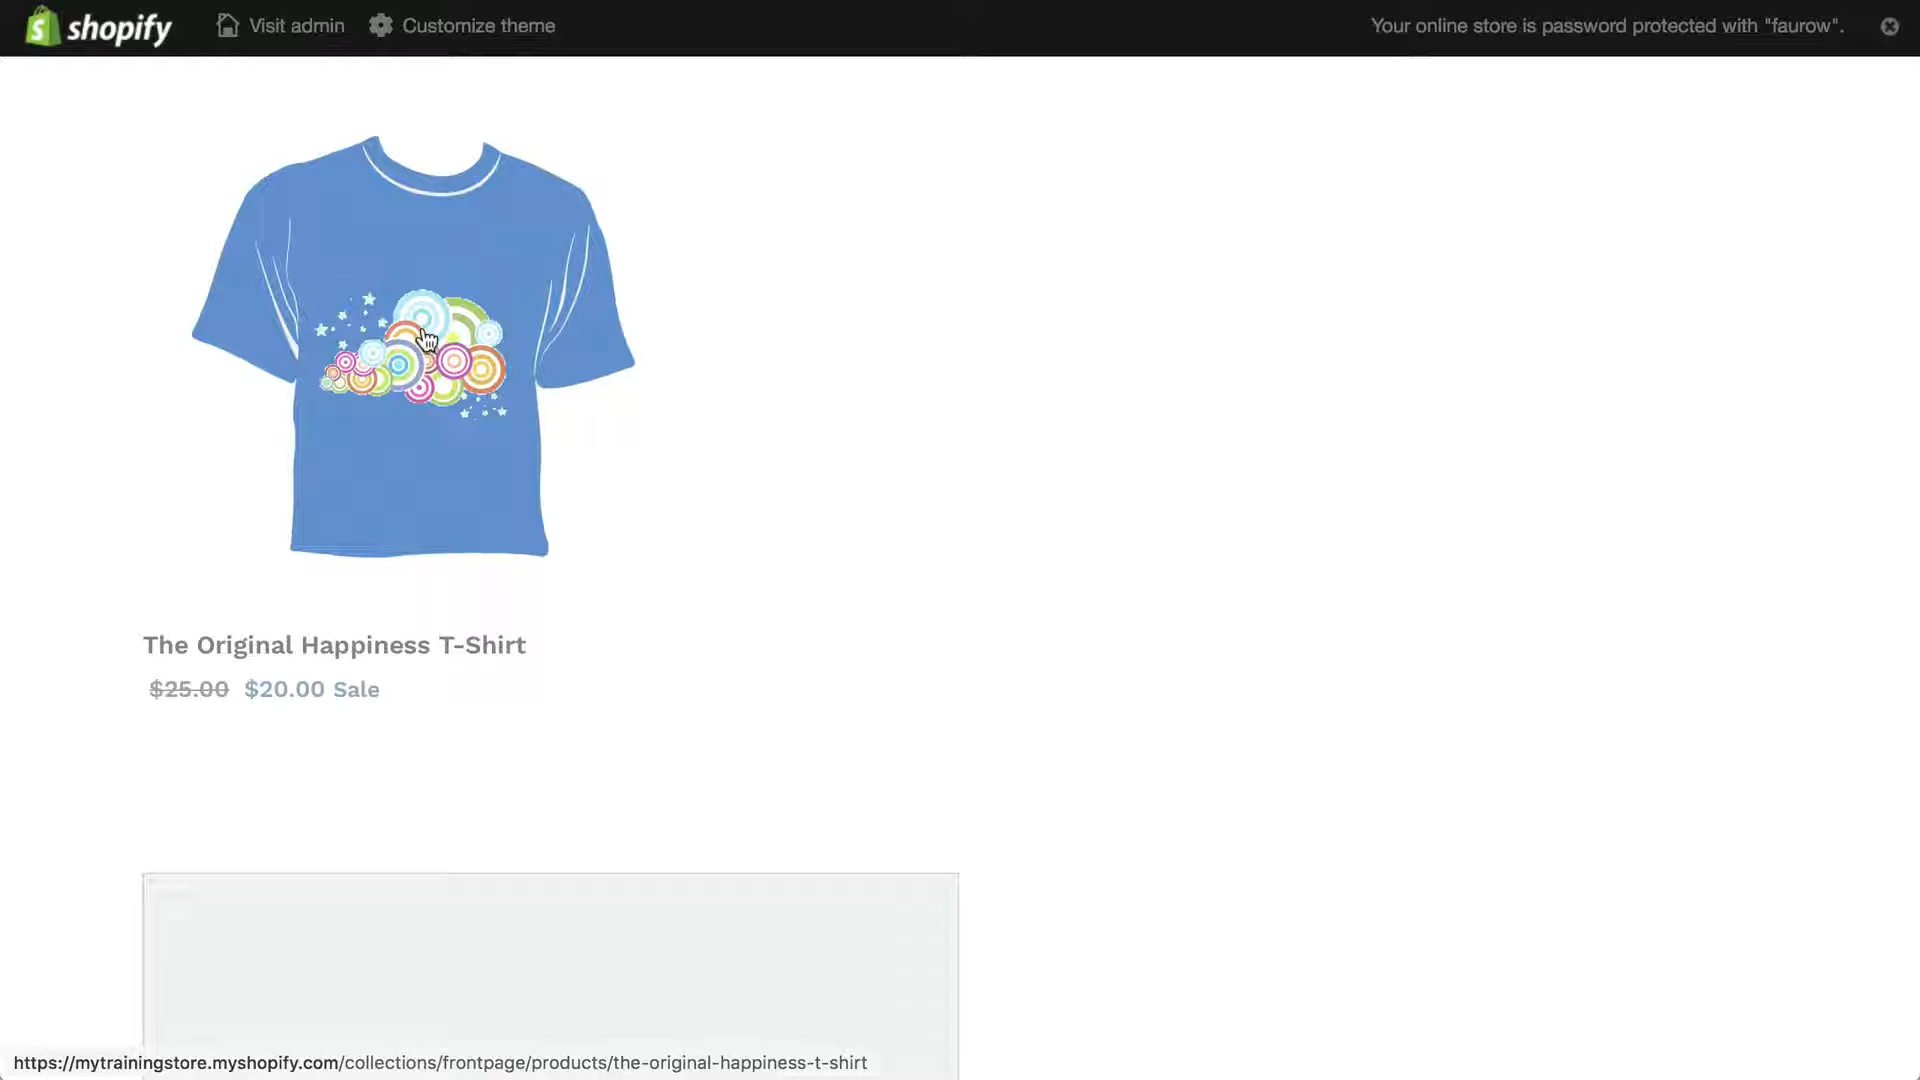 shopify Visit admin Customize theme Your online store is password protected with "faurow".
The Original Happiness T-Shirt
$25.00 $20.00 Sale
https://mytrainingstore.myshopify.com/collections/frontpage/products/the-original-happiness-t-shirt